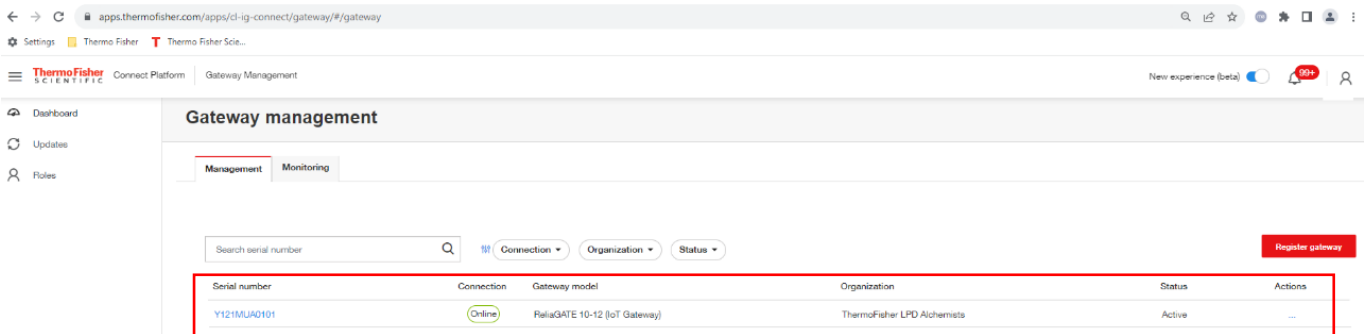 apps.thermofisher.com/apps/cl-ig-connect/gateway/#/gateway
Settings Thermo Fisher T Thermo Fisher Scie...
ThermoFisher SCIENTIFIC Connect Platform Gateway Management New experience (beta) 99+
Dashboard
Updates
Roles
Gateway management
Management Monitoring
Search serial number Connection Organization Status Register gateway
Serial number Connection Gateway model Organization Status Actions
Y121MUA0101 Online ReliaGATE 10-12 (IoT Gateway) ThermoFisher LPD Alchemists Active ...